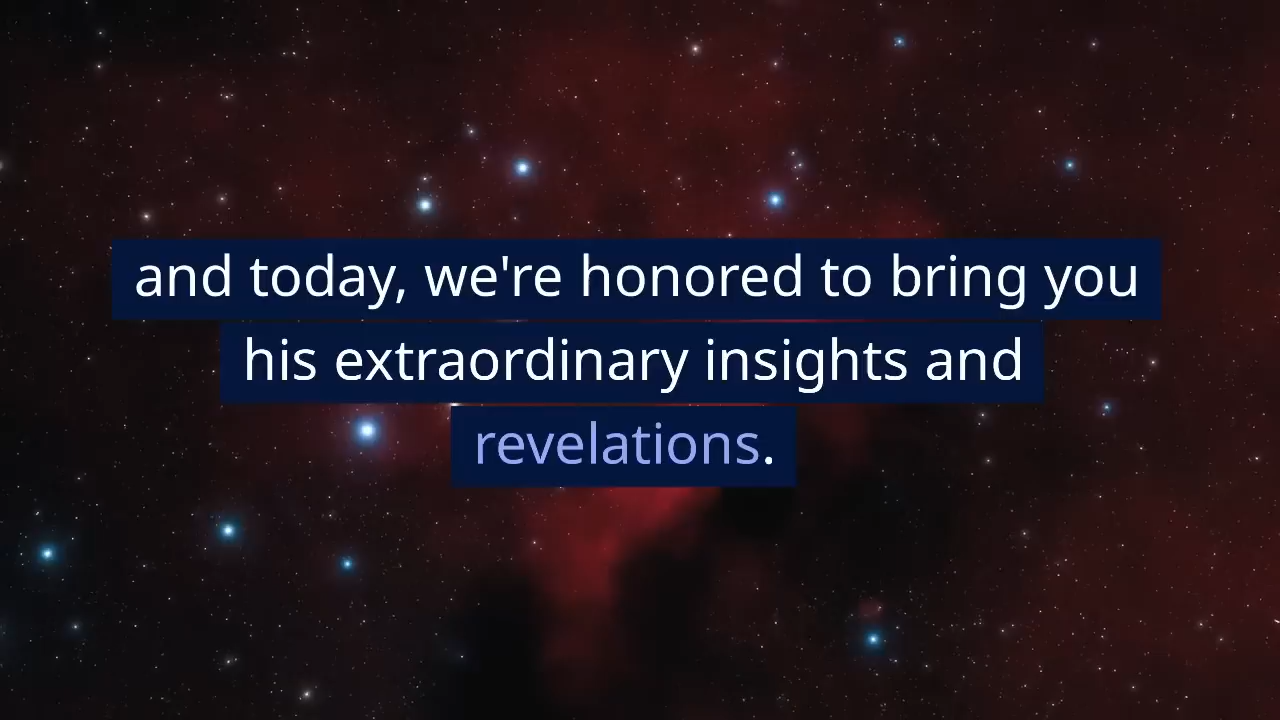 and today, we're honored to bring you
his extraordinary insights and
revelations.